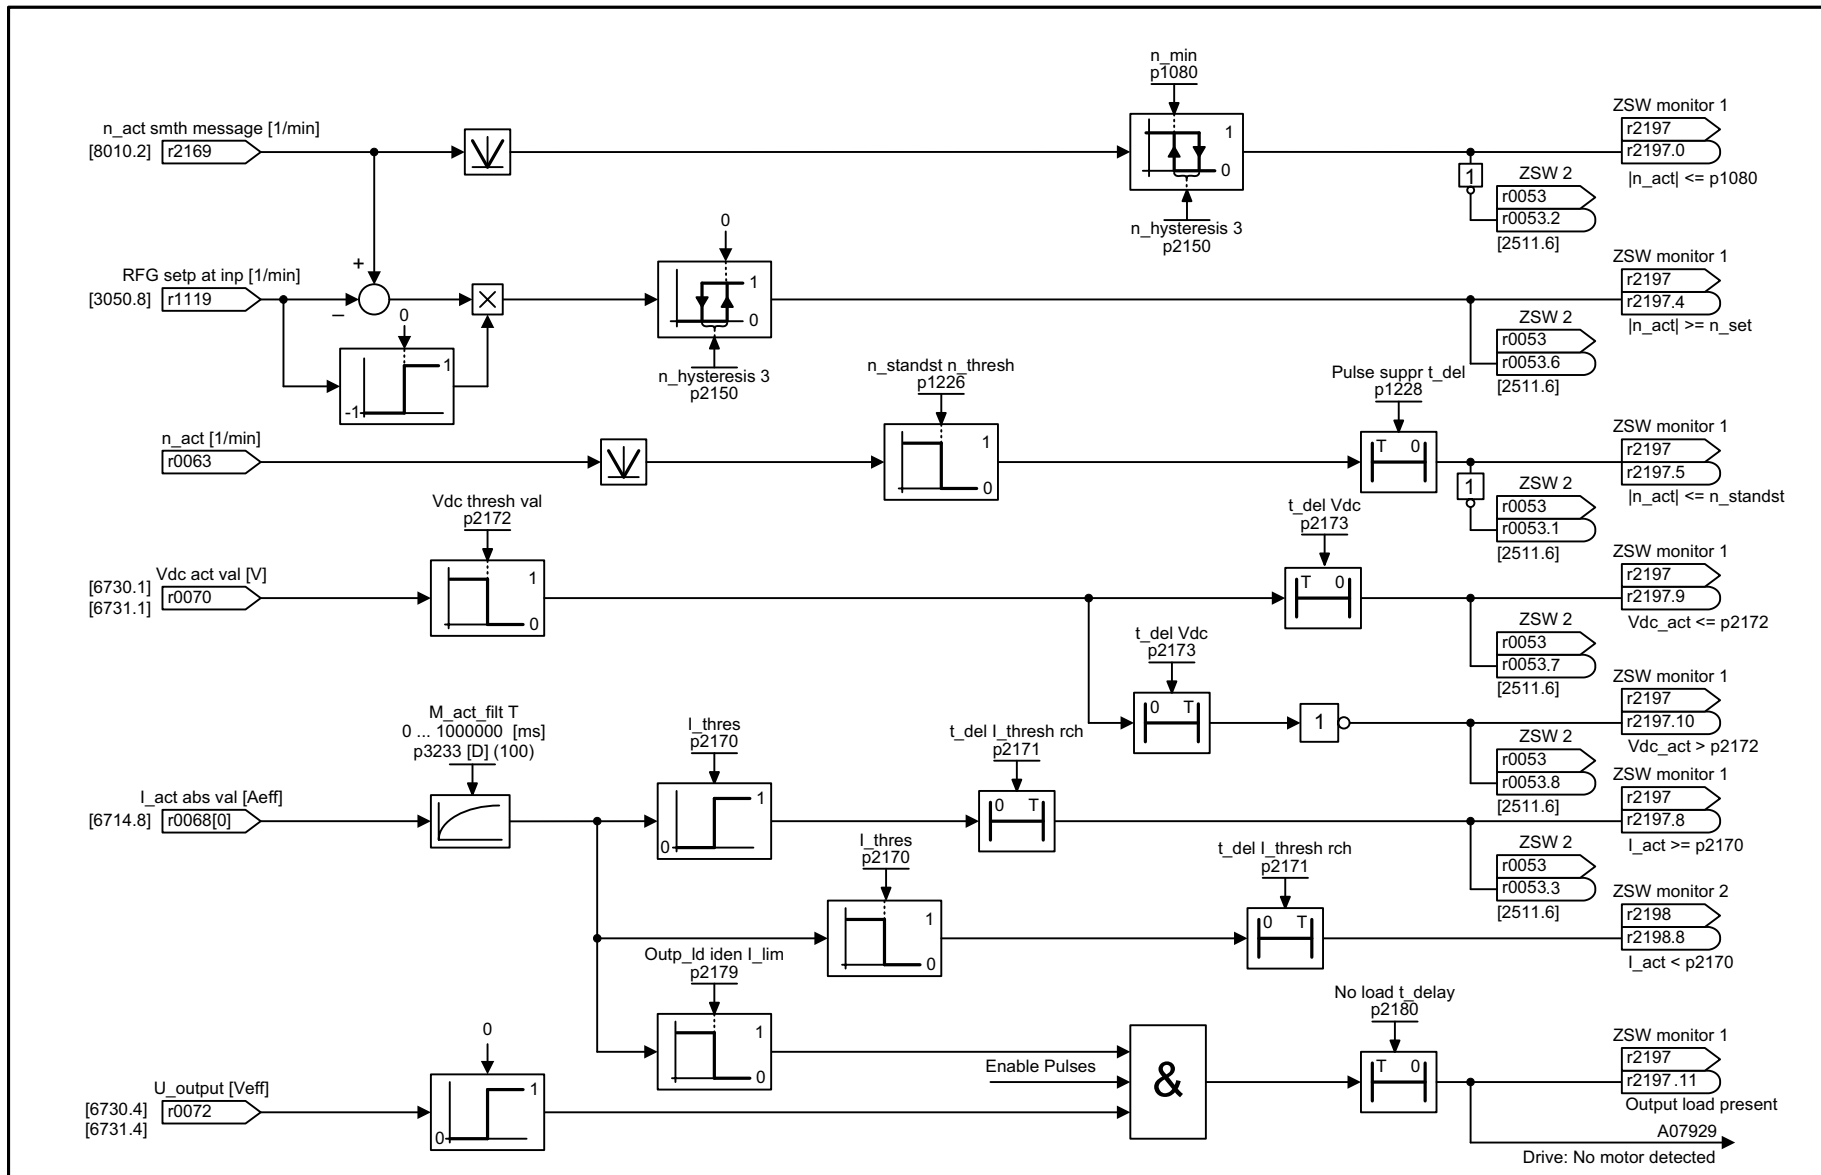 n_min
p1080
ZSW monitor 1
n_act smth message [1/min]
[8010.2]
r2169
1
0
r2197
r2197.0
|n_act| <= p1080
1
ZSW 2
r0053
r0053.2
[2511.6]
n_hysteresis 3
p2150
0
RFG setp at inp [1/min]
[3050.8]
r1119
+
–
0
1
-1
1
0
n_hysteresis 3
p2150
ZSW monitor 1
r2197
r2197.4
|n_act| >= n_set
ZSW 2
r0053
r0053.6
[2511.6]
n_standst n_thresh
p1226
Pulse suppr t_del
p1228
n_act [1/min]
r0063
1
0
T 0
ZSW monitor 1
r2197
r2197.5
|n_act| <= n_standst
1
ZSW 2
r0053
r0053.1
[2511.6]
Vdc thresh val
p2172
t_del Vdc
p2173
Vdc act val [V]
[6730.1]
[6731.1]
r0070
1
0
T 0
ZSW monitor 1
r2197
r2197.9
Vdc_act <= p2172
ZSW 2
r0053
r0053.7
[2511.6]
t_del Vdc
p2173
0 T
1
ZSW monitor 1
r2197
r2197.10
Vdc_act > p2172
ZSW 2
r0053
r0053.8
[2511.6]
M_act_filt T
0 ... 1000000 [ms]
p3233 [D] (100)
I_thres
p2170
t_del I_thresh rch
p2171
I_act abs val [Aeff]
[6714.8]
r0068[0]
1
0
0 T
ZSW monitor 1
r2197
r2197.8
I_act >= p2170
ZSW 2
r0053
r0053.3
[2511.6]
I_thres
p2170
t_del I_thresh rch
p2171
1
0
0 T
ZSW monitor 2
r2198
r2198.8
I_act < p2170
Outp_ld iden I_lim
p2179
1
0
No load t_delay
p2180
Enable Pulses
&
T 0
ZSW monitor 1
r2197
r2197.11
Output load present
0
U_output [Veff]
[6730.4]
[6731.4]
r0072
1
0
A07929
Drive: No motor detected